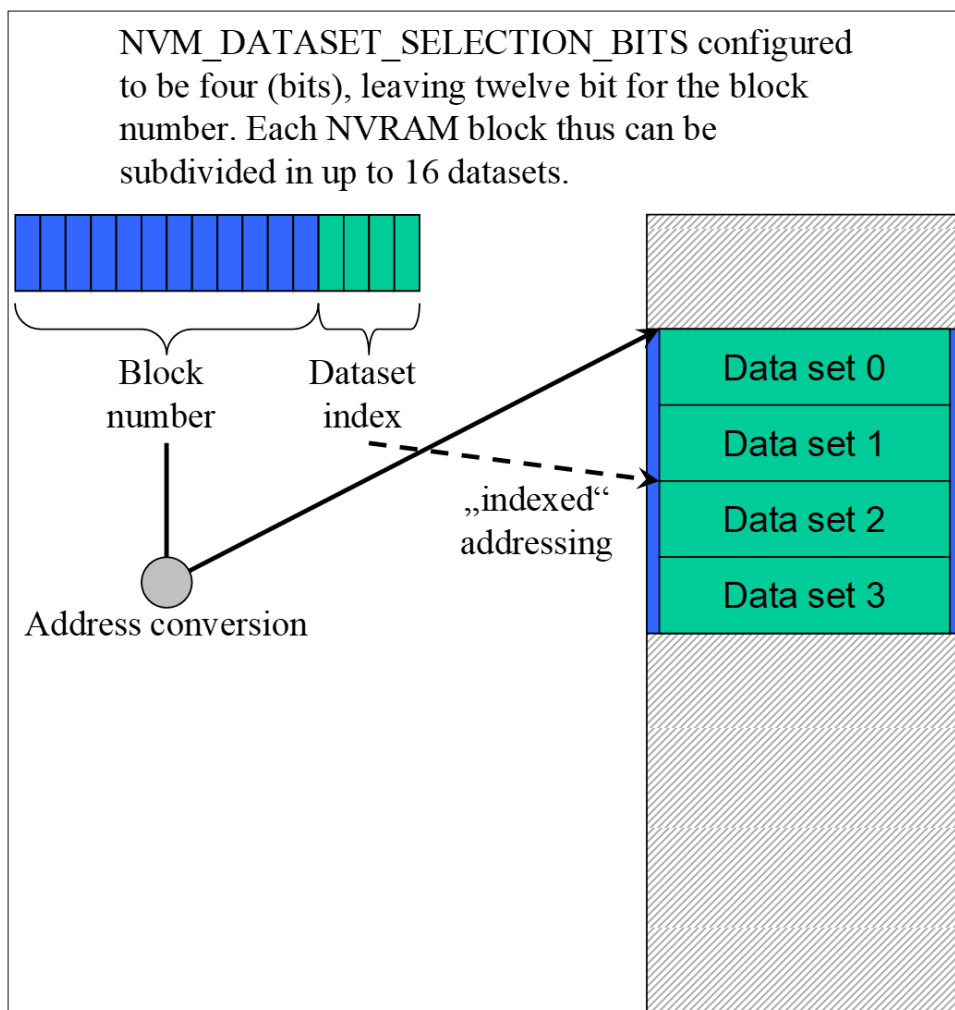 NVM_DATASET_SELECTION_BITS configured
to be four (bits), leaving twelve bit for the block
number. Each NVRAM block thus can be
subdivided in up to 16 datasets.
Block
number
Dataset
index
„indexed“
addressing
Address conversion
Data set 0
Data set 1
Data set 2
Data set 3